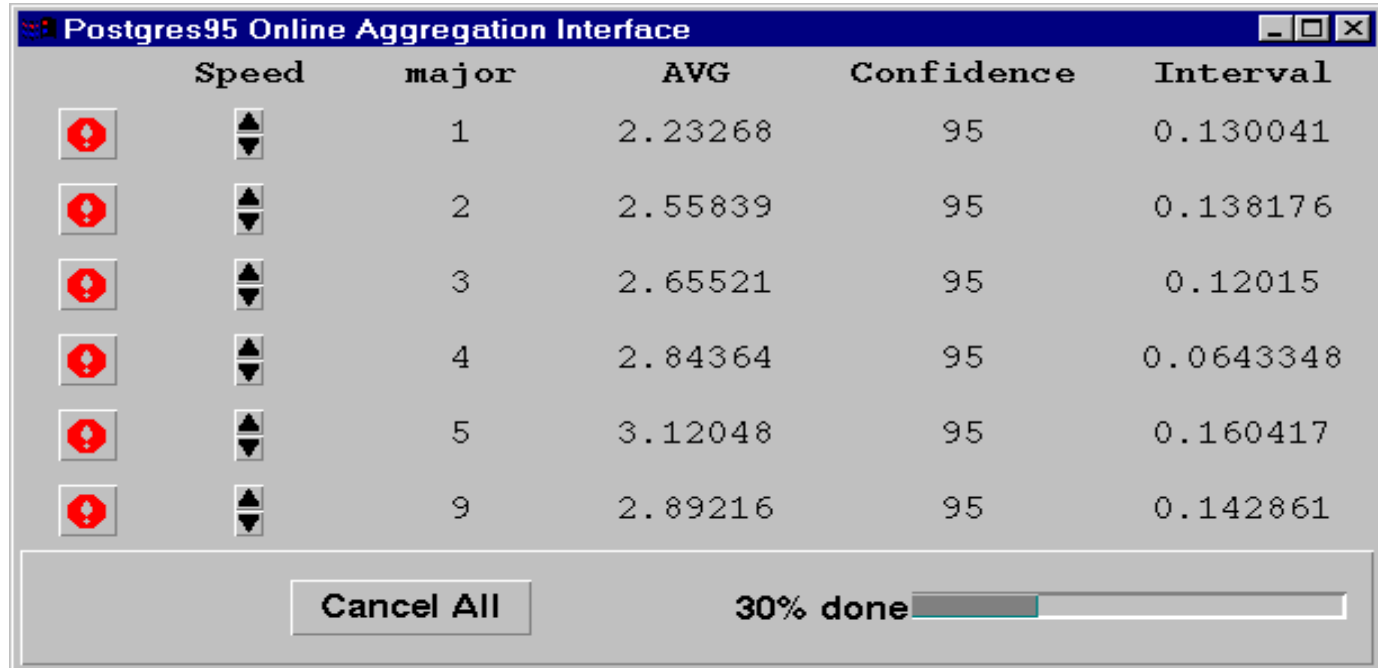 Postgres95 Online Aggregation Interface
Speed major AVG Confidence Interval
1 2.23268 95 0.130041
2 2.55839 95 0.138176
3 2.65521 95 0.12015
4 2.84364 95 0.0643348
5 3.12048 95 0.160417
9 2.89216 95 0.142861
Cancel All 30% done